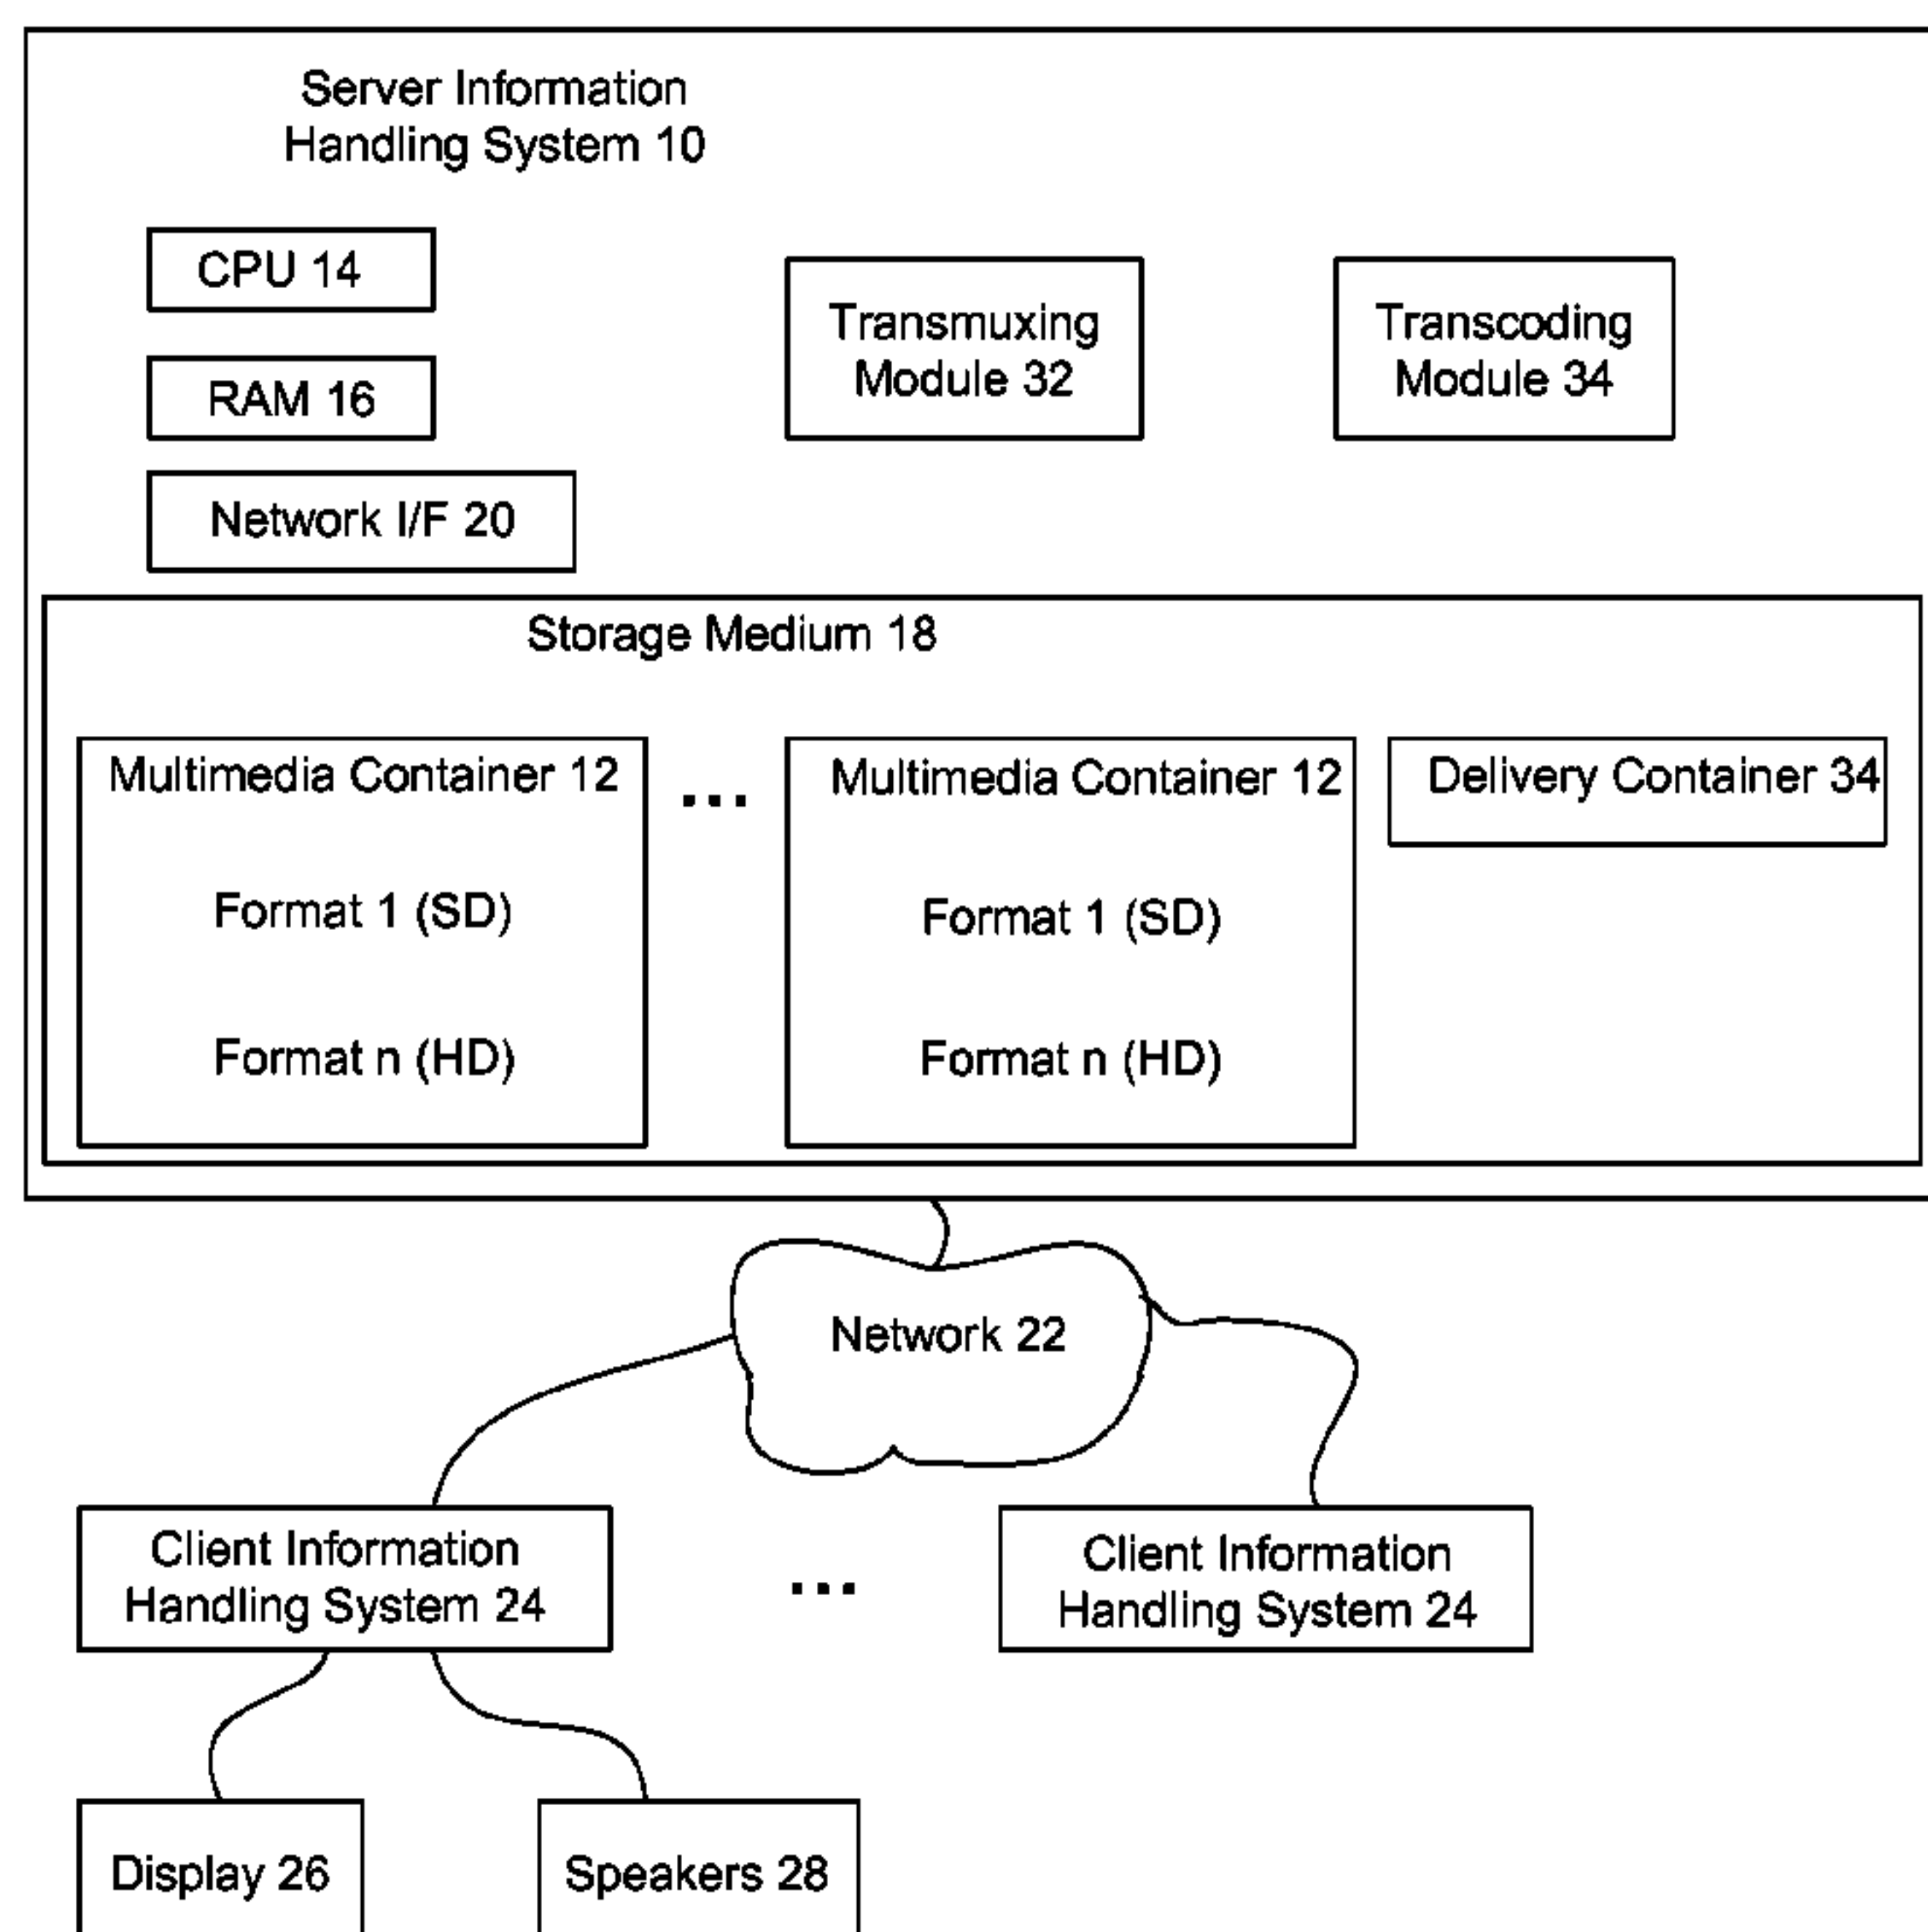 Server Information
Handling System 10
CPU 14
RAM 16
Network I/F 20
Transmuxing
Module 32
Transcoding
Module 34
Storage Medium 18
Multimedia Container 12
Format 1 (SD)
Format n (HD)
...
Multimedia Container 12
Format 1 (SD)
Format n (HD)
Delivery Container 34
Network 22
Client Information
Handling System 24
...
Client Information
Handling System 24
Display 26
Speakers 28